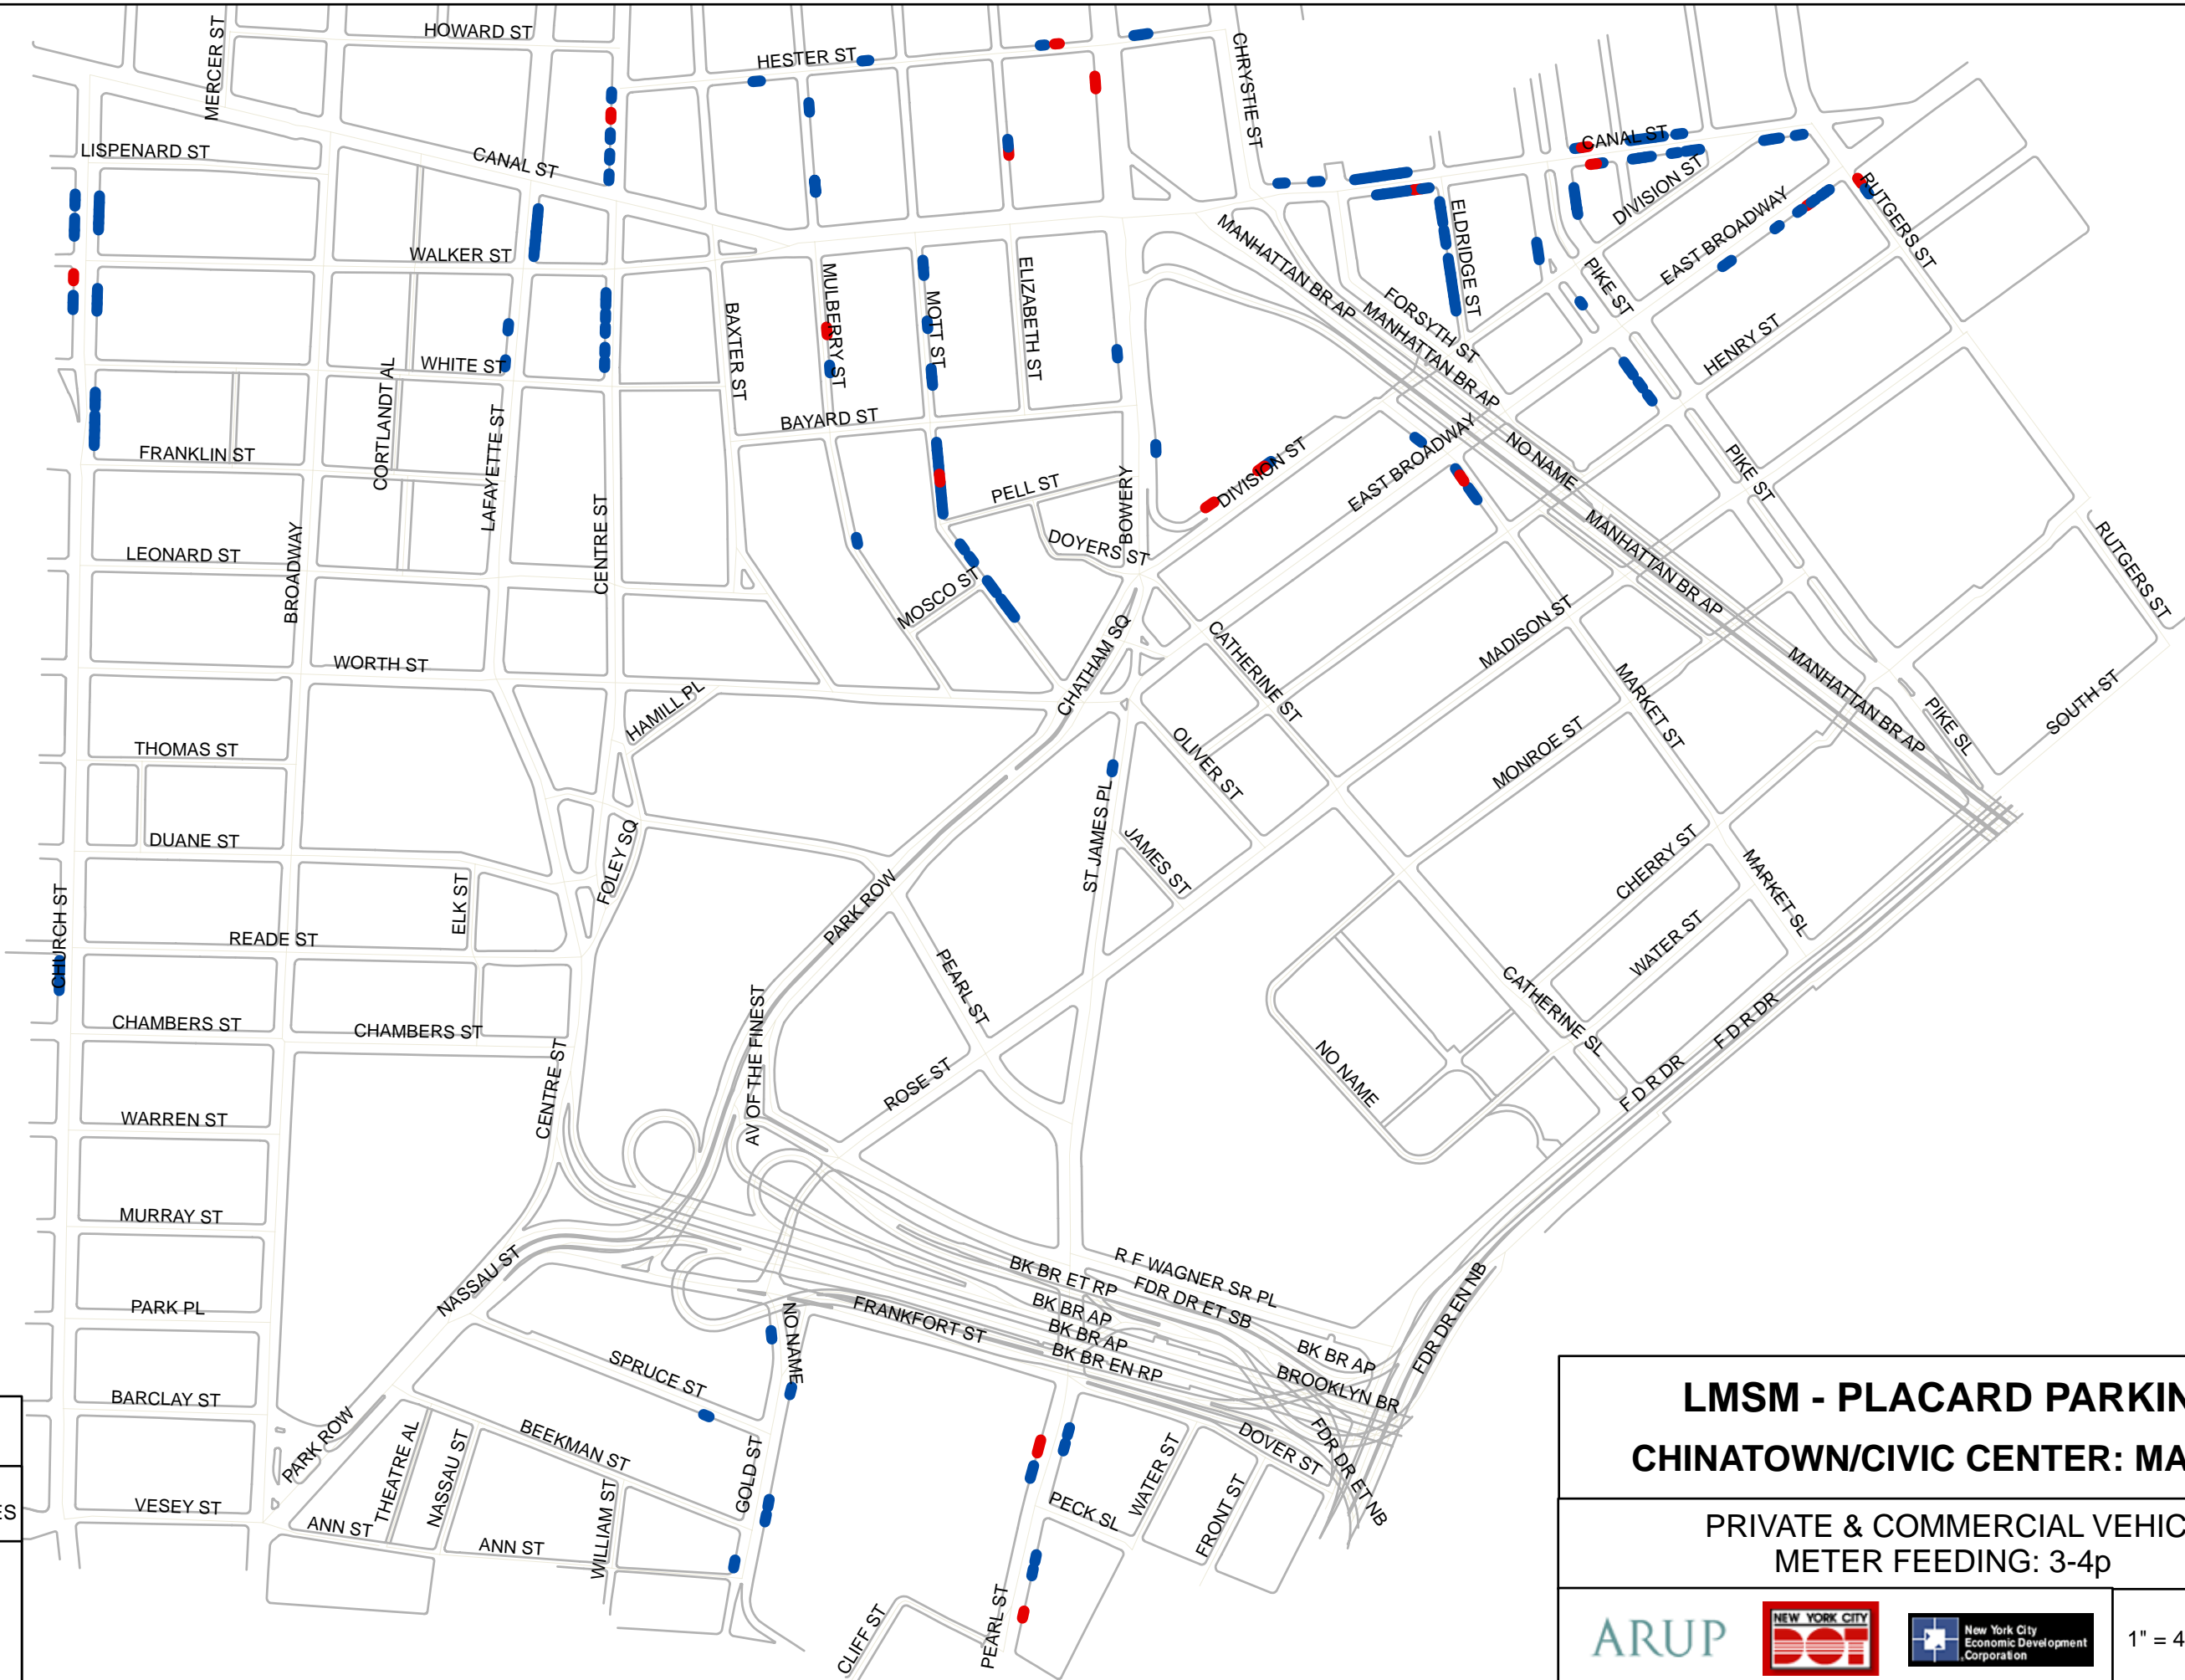 HOWARD ST
MERCER ST
HESTER ST
CHRYSTIE ST
LISPENARD ST
CANAL ST
CANAL ST
DIVISION ST
RUTGERS ST
WALKER ST
MULBERRY ST
MOTT ST
ELIZABETH ST
BAXTER ST
MANHATTAN BR AP
ELDRIDGE ST
EAST BROADWAY
PIKE ST
FORSYTH ST
MANHATTAN BR AP
HENRY ST
WHITE ST
CORTLANDT AL
LAFAYETTE ST
BAYARD ST
FRANKLIN ST
CENTRE ST
PELL ST
BOWERY
DIVISION ST
EAST BROADWAY
NO NAME
PIKE ST
LEONARD ST
BROADWAY
DOYERS ST
MOSCO ST
MANHATTAN BR AP
RUTGERS ST
WORTH ST
HAMILL PL
CHATHAM SQ
CATHERINE ST
MADISON ST
MARKET ST
MANHATTAN BR AP
PIKE SL
SOUTH ST
THOMAS ST
OLIVER ST
MONROE ST
DUANE ST
FOLEY SQ
ST JAMES PL
JAMES ST
CHERRY ST
MARKET SL
CHURCH ST
ELK ST
READE ST
PARK ROW
PEARL ST
WATER ST
CATHERINE SL
CHAMBERS ST
CHAMBERS ST
CENTRE ST
AV OF THE FINEST
ROSE ST
NO NAME
F D R DR
F D R DR
WARREN ST
MURRAY ST
NASSAU ST
R F WAGNER SR PL
BK BR ET RP
FDR DR ET SB
BK BR AP
BK BR AP
BK BR EN RP
BK BR AP
BROOKLYN BR
FDR DR EN NB
PARK PL
NO NAME
FRANKFORT ST
SPRUCE ST
BARCLAY ST
PARK ROW
THEATRE AL
NASSAU ST
BEEKMAN ST
GOLD ST
DOVER ST
FDR DR ET NB
VESEY ST
ANN ST
ANN ST
WILLIAM ST
PECK SL
WATER ST
FRONT ST
CLIFF ST
PEARL ST
ES
LMSM - PLACARD PARKIN
CHINATOWN/CIVIC CENTER: MA
PRIVATE & COMMERCIAL VEHIC
METER FEEDING: 3-4p
ARUP
NEW YORK CITY
DOT
New York City
Economic Development
Corporation
1" = 4